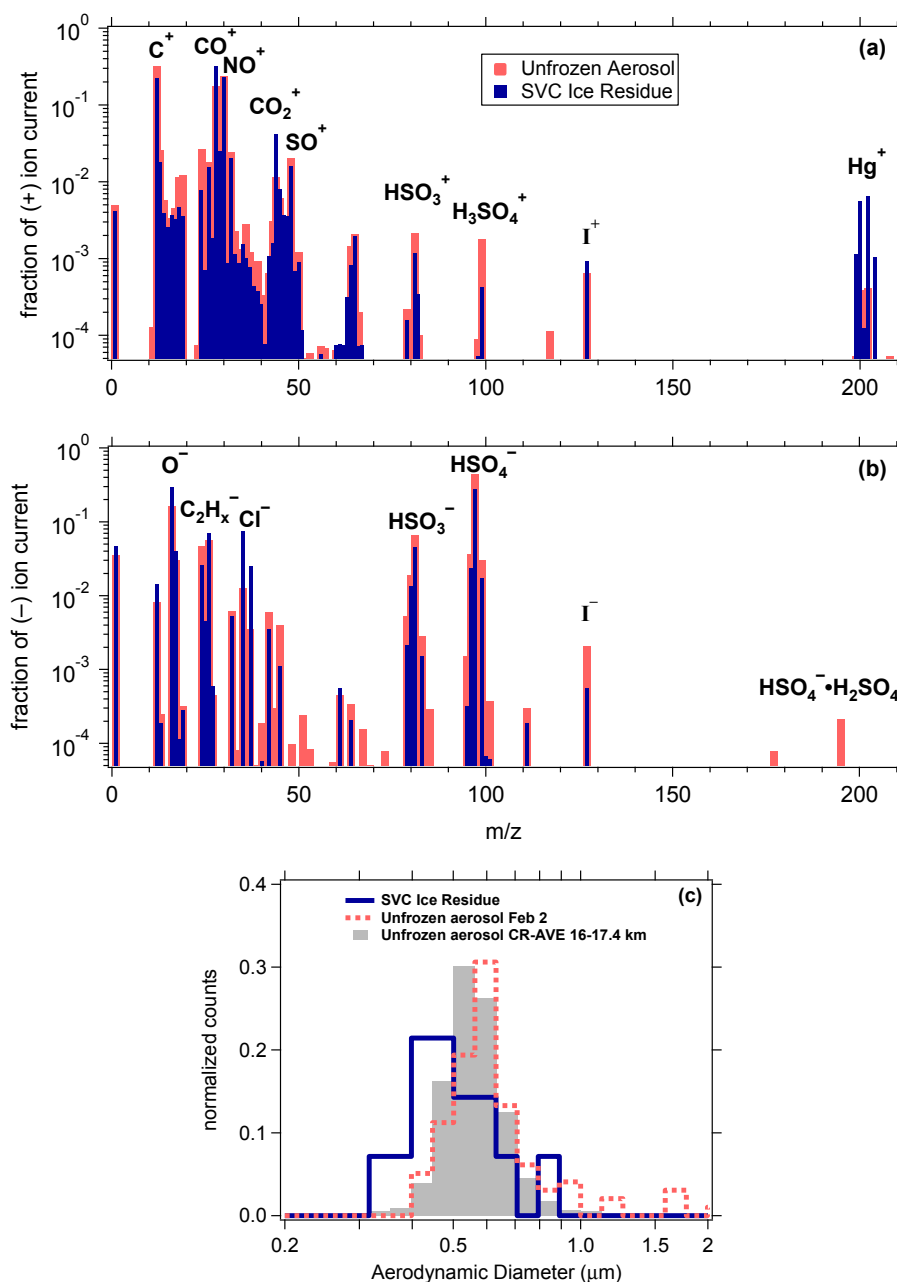 (a)
C⁺
CO⁺
NO⁺
CO₂⁺
SO⁺
HSO₃⁺
H₃SO₄⁺
I⁺
Hg⁺
Unfrozen Aerosol
SVC Ice Residue
fraction of (+) ion current
10⁰
10⁻¹
10⁻²
10⁻³
10⁻⁴
0 50 100 150 200
(b)
O⁻
C₂Hₓ⁻
Cl⁻
HSO₃⁻
HSO₄⁻
I⁻
HSO₄⁻•H₂SO₄
fraction of (−) ion current
10⁰
10⁻¹
10⁻²
10⁻³
10⁻⁴
0 50 100 150 200
m/z
(c)
SVC Ice Residue
Unfrozen aerosol Feb 2
Unfrozen aerosol CR-AVE 16-17.4 km
normalized counts
0.4
0.3
0.2
0.1
0.0
0.2 0.5 1.0 1.5 2
Aerodynamic Diameter (μm)